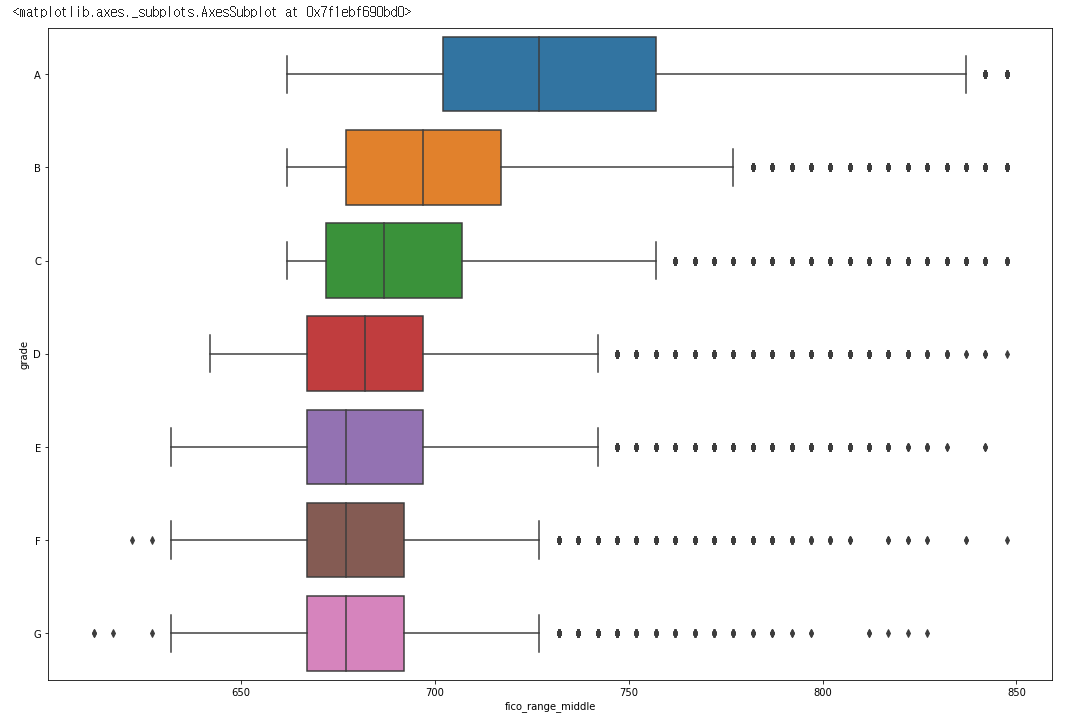 <matplotlib.axes._subplots.AxesSubplot at 0x7f1ebf690bd0>
A
B
C
grade
D
E
F
G
650 700 750 800 850
fico_range_middle